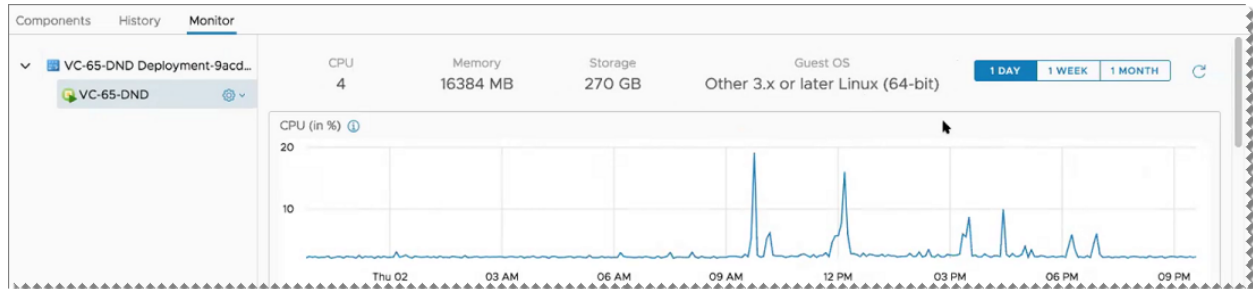 Components History Monitor
VC-65-DND Deployment-9acd...
VC-65-DND
CPU Memory Storage Guest OS
4 16384 MB 270 GB Other 3.x or later Linux (64-bit)
1 DAY 1 WEEK 1 MONTH
CPU (in %)
20
10
Thu 02 03 AM 06 AM 09 AM 12 PM 03 PM 06 PM 09 PM